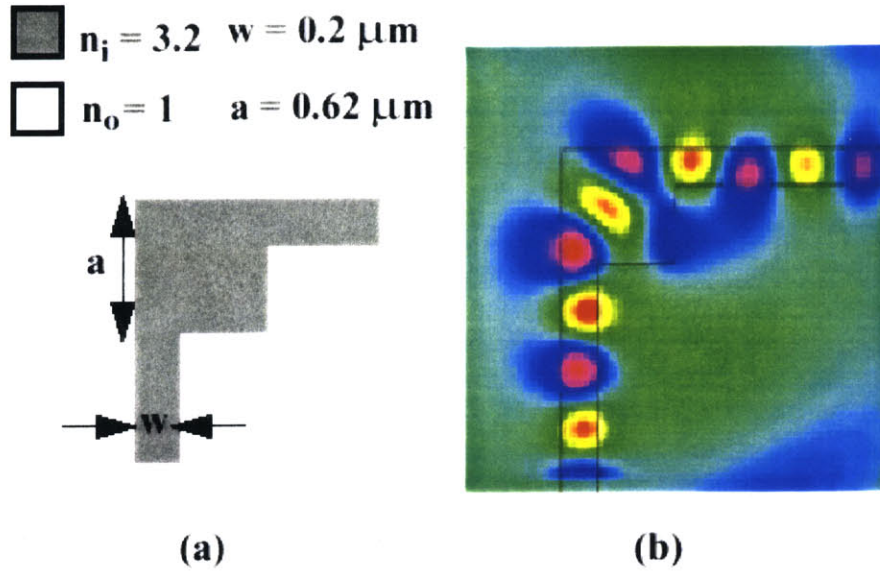 nᵢ = 3.2 w = 0.2 μm
nₒ = 1 a = 0.62 μm
a
w
(a)
(b)